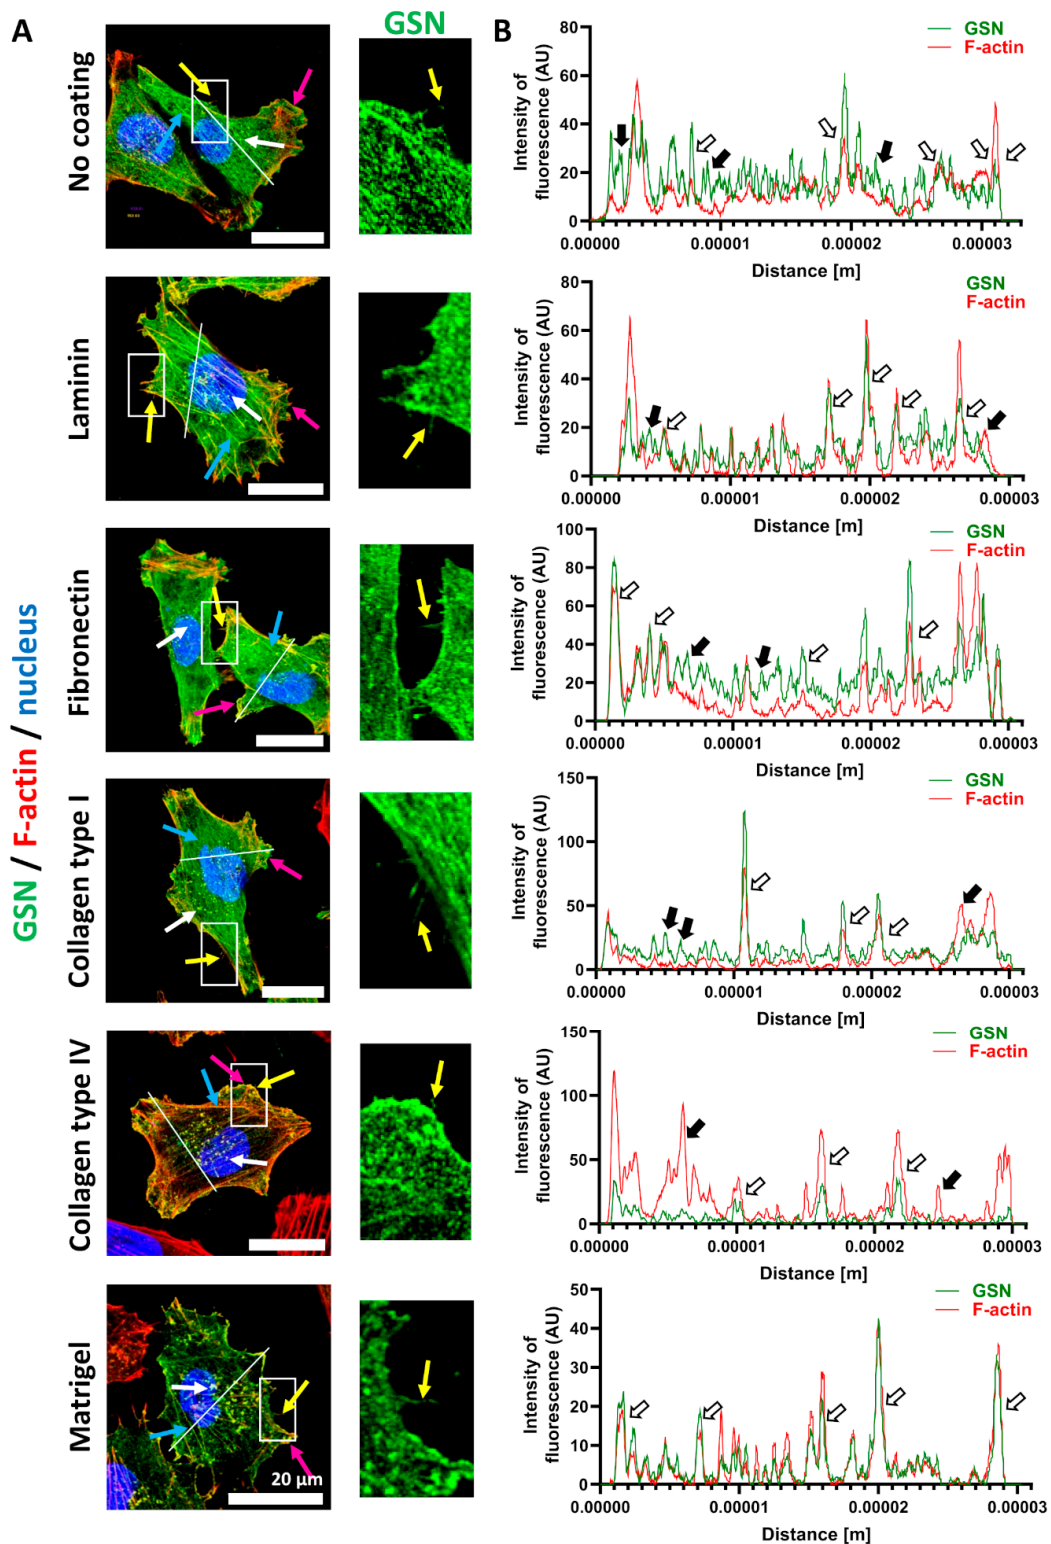 A
GSN
B
GSN / F-actin / nucleus
No coating
GSN
F-actin
Intensity of
fluorescence (AU)
80
60
40
20
0
0.00000
0.00001
0.00002
0.00003
Distance [m]
Laminin
GSN
F-actin
Intensity of
fluorescence (AU)
80
60
40
20
0
0.00000
0.00001
0.00002
0.00003
Distance [m]
Fibronectin
GSN
F-actin
Intensity of
fluorescence (AU)
100
80
60
40
20
0
0.00000
0.00001
0.00002
0.00003
Distance [m]
Collagen type I
GSN
F-actin
Intensity of
fluorescence (AU)
150
100
50
0
0.00000
0.00001
0.00002
0.00003
Distance [m]
Collagen type IV
GSN
F-actin
Intensity of
fluorescence (AU)
150
100
50
0
0.00000
0.00001
0.00002
0.00003
Distance [m]
Matrigel
20 µm
GSN
F-actin
Intensity of
fluorescence (AU)
50
40
30
20
10
0
0.00000
0.00001
0.00002
0.00003
Distance [m]